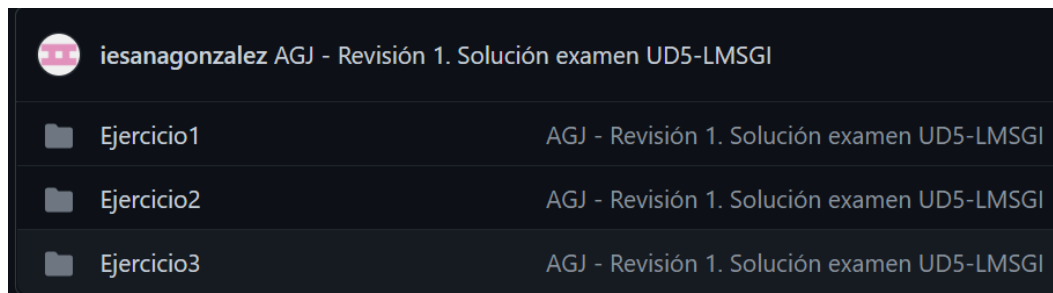 iesanagonzalez AGJ - Revisión 1. Solución examen UD5-LMSGI
Ejercicio1 AGJ - Revisión 1. Solución examen UD5-LMSGI
Ejercicio2 AGJ - Revisión 1. Solución examen UD5-LMSGI
Ejercicio3 AGJ - Revisión 1. Solución examen UD5-LMSGI